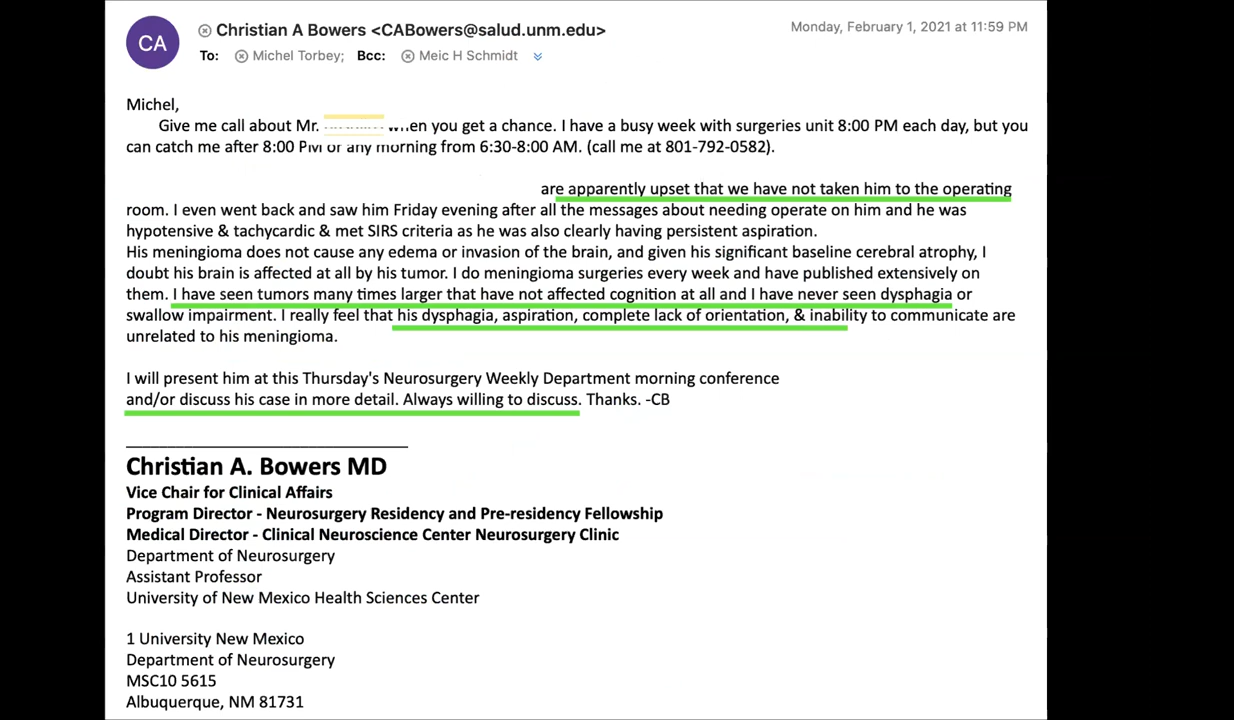 CA
Christian A Bowers <CABowers@salud.unm.edu>
Monday, February 1, 2021 at 11:59 PM
To: Michel Torbey; Bcc: Meic H Schmidt
Michel,
Give me call about Mr. when you get a chance. I have a busy week with surgeries unit 8:00 PM each day, but you
can catch me after 8:00 PM or any morning from 6:30-8:00 AM. (call me at 801-792-0582).
are apparently upset that we have not taken him to the operating
room. I even went back and saw him Friday evening after all the messages about needing operate on him and he was
hypotensive & tachycardic & met SIRS criteria as he was also clearly having persistent aspiration.
His meningioma does not cause any edema or invasion of the brain, and given his significant baseline cerebral atrophy, I
doubt his brain is affected at all by his tumor. I do meningioma surgeries every week and have published extensively on
them. I have seen tumors many times larger that have not affected cognition at all and I have never seen dysphagia or
swallow impairment. I really feel that his dysphagia, aspiration, complete lack of orientation, & inability to communicate are
unrelated to his meningioma.
I will present him at this Thursday's Neurosurgery Weekly Department morning conference
and/or discuss his case in more detail. Always willing to discuss. Thanks. -CB
Christian A. Bowers MD
Vice Chair for Clinical Affairs
Program Director - Neurosurgery Residency and Pre-residency Fellowship
Medical Director - Clinical Neuroscience Center Neurosurgery Clinic
Department of Neurosurgery
Assistant Professor
University of New Mexico Health Sciences Center
1 University New Mexico
Department of Neurosurgery
MSC10 5615
Albuquerque, NM 81731